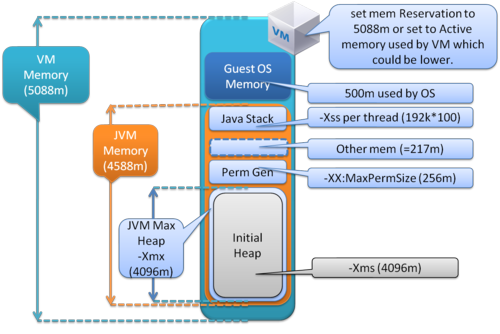 set mem Reservation to
5088m or set to Active
memory used by VM which
could be lower.
VM
VM
Memory
(5088m)
Guest OS
Memory
500m used by OS
JVM
Memory
(4588m)
Java Stack
-Xss per thread (192k*100)
Other mem (=217m)
Perm Gen
-XX:MaxPermSize (256m)
JVM Max
Heap
-Xmx
(4096m)
Initial
Heap
-Xms (4096m)